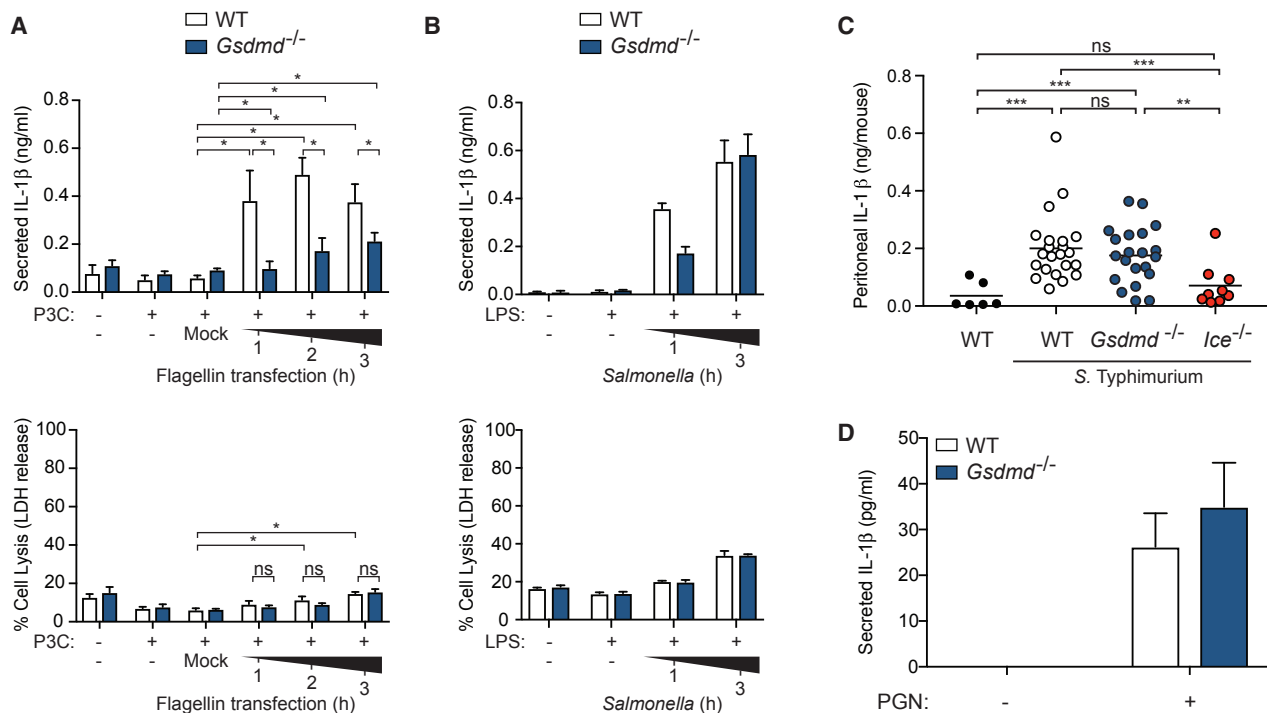 A
WT
Gsdmd-/-
Secreted IL-1β (ng/ml)
0.8
0.6
0.4
0.2
0.0
* * * * * * * * *
P3C: - + + + + +
- - Mock
1 2 3
Flagellin transfection (h)
% Cell Lysis (LDH release)
100
80
60
40
20
0
* *
ns ns ns
P3C: - + + + + +
- - Mock
1 2 3
Flagellin transfection (h)
B
WT
Gsdmd-/-
Secreted IL-1β (ng/ml)
0.8
0.6
0.4
0.2
0.0
LPS: - + + +
- -
1 3
Salmonella (h)
% Cell Lysis (LDH release)
100
80
60
40
20
0
LPS: - + + +
- -
1 3
Salmonella (h)
C
Peritoneal IL-1 β (ng/mouse)
0.8
0.6
0.4
0.2
0.0
ns
***
***
*** ns **
WT WT Gsdmd -/- Ice-/-
S. Typhimurium
D
WT
Gsdmd-/-
Secreted IL-1β (pg/ml)
50
40
30
20
10
0
PGN: - +